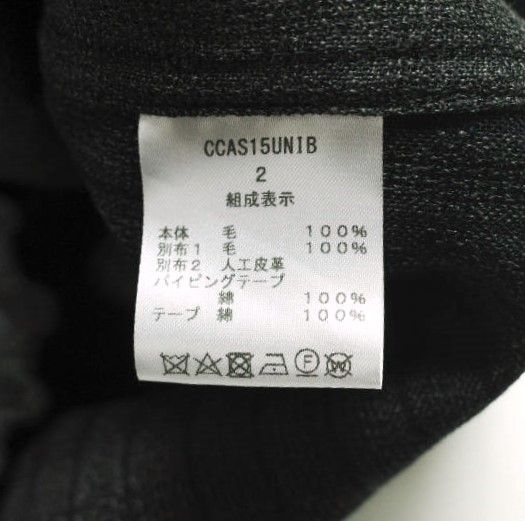 CCAS15UNIB
2
組成表示
本体 毛 100%
別布1 毛 100%
別布2 人工皮革
パイピングテープ
綿 100%
テープ 綿 100%
F W